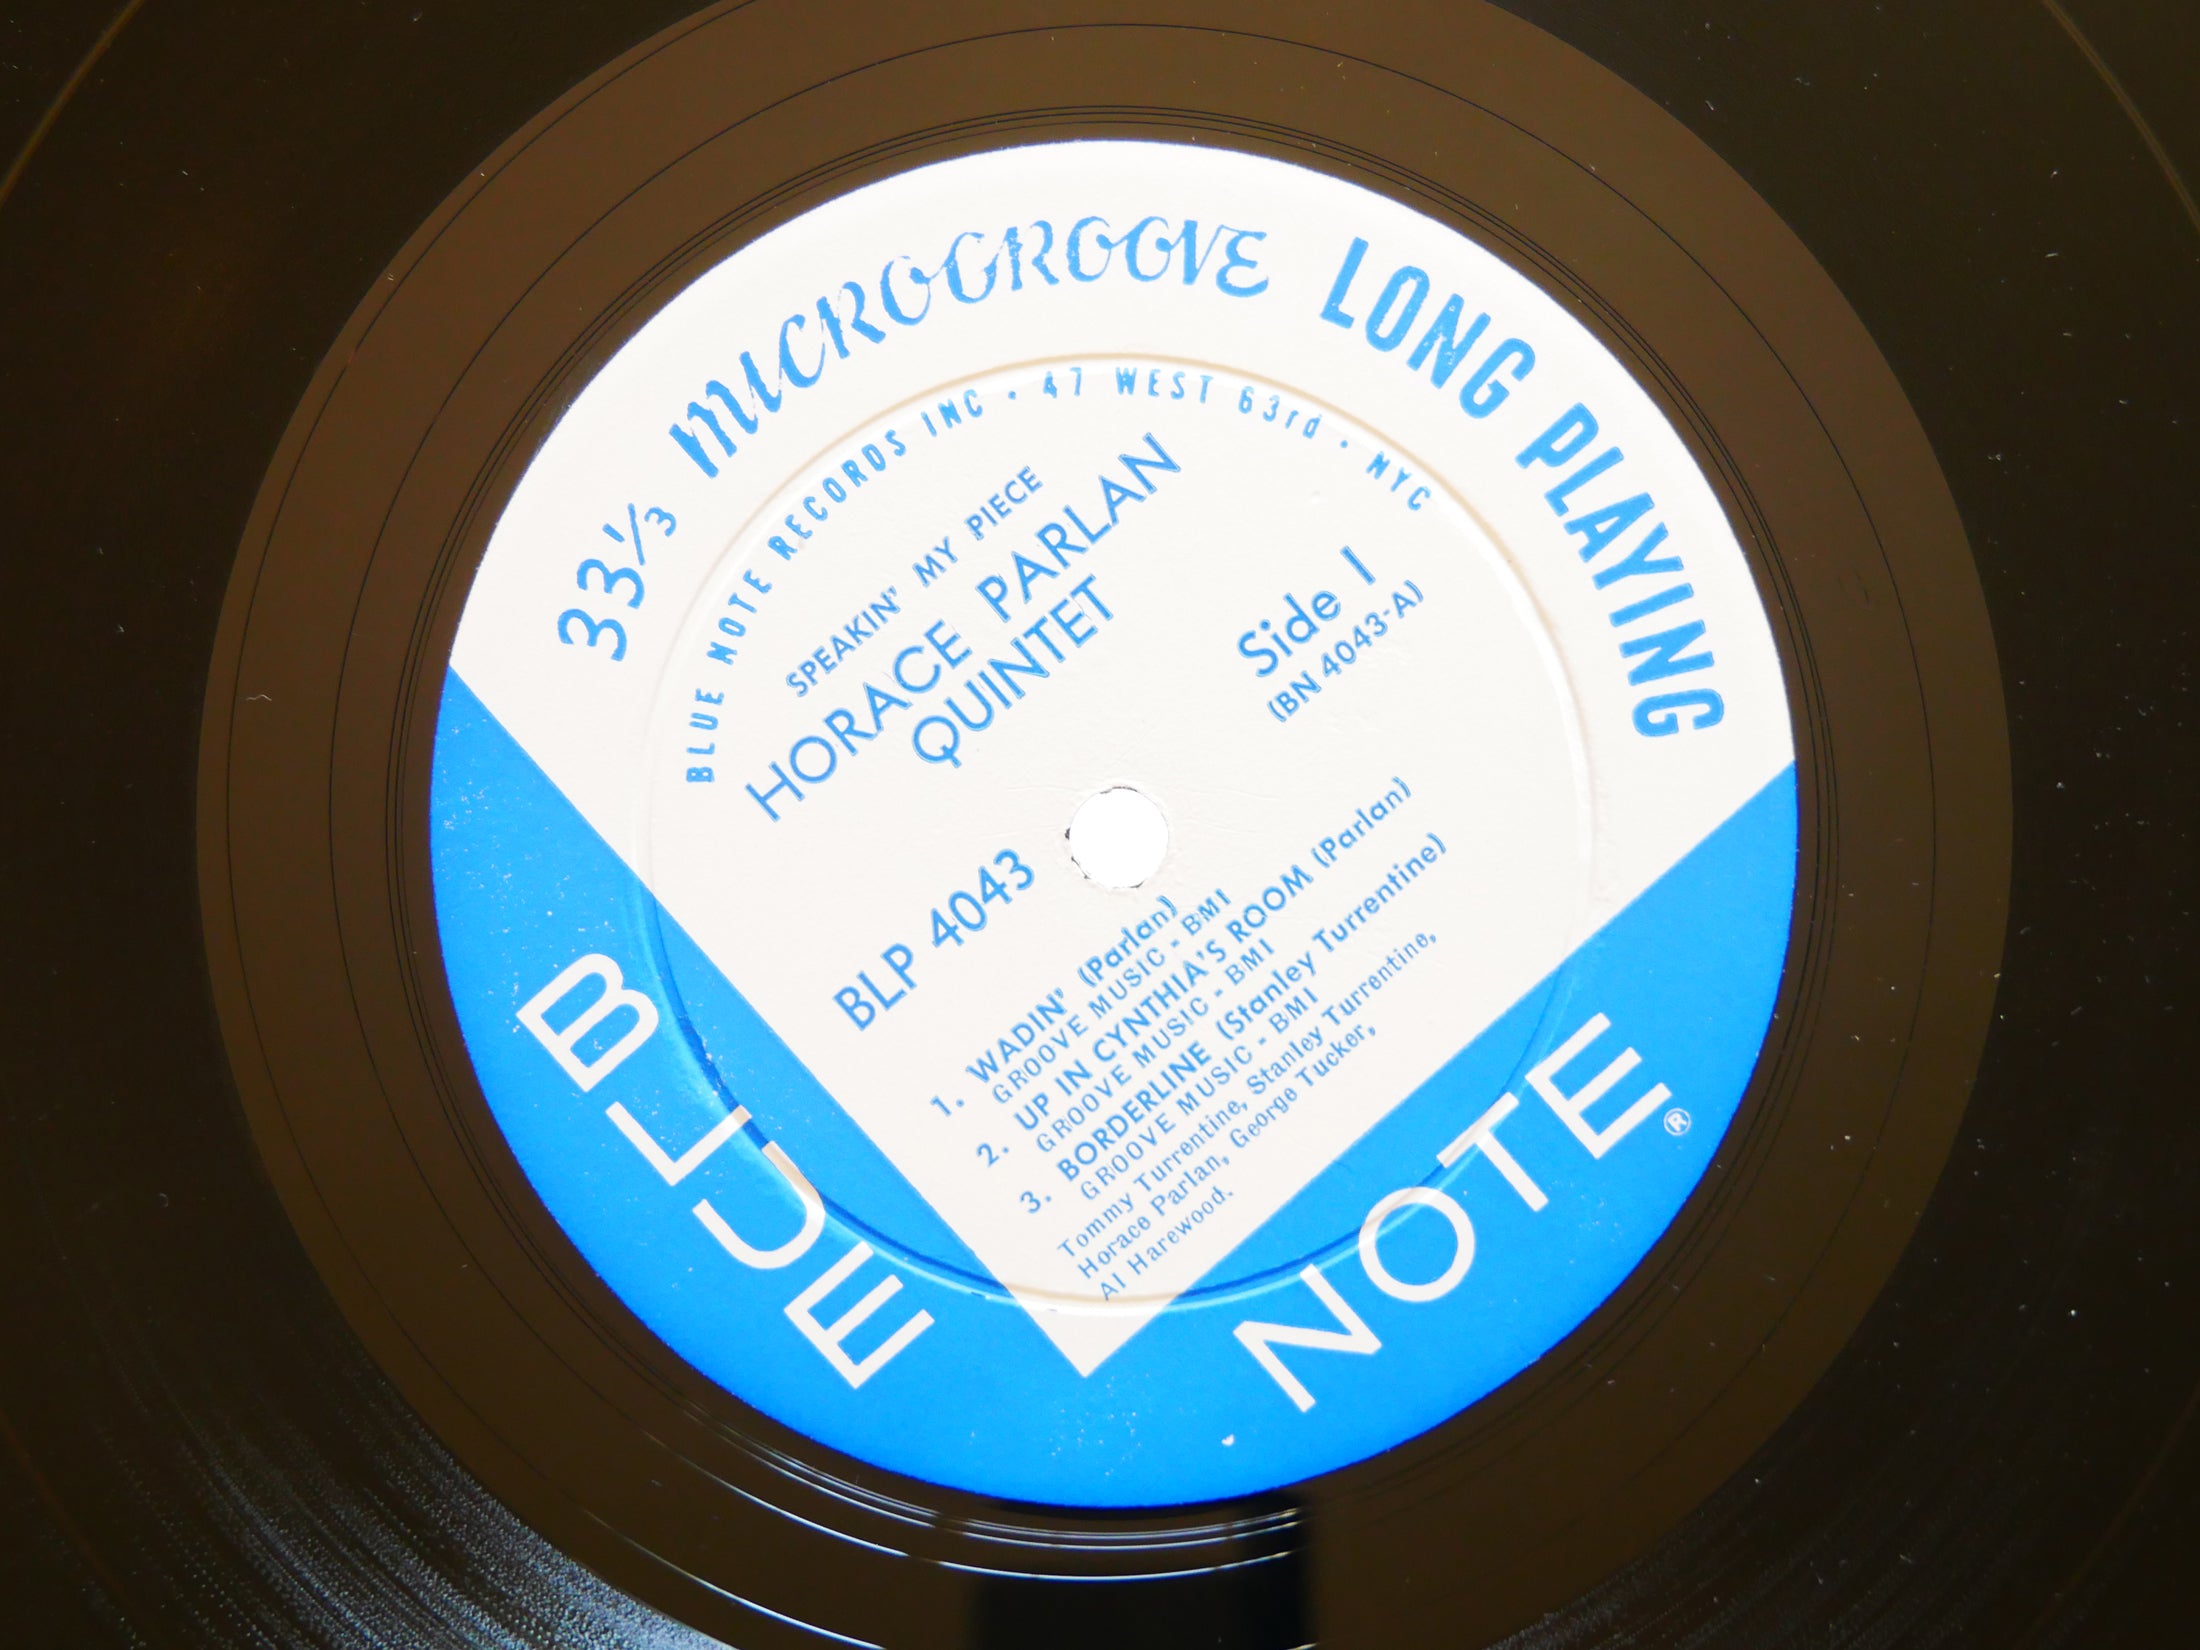 33⅓ MICROGROOVE LONG PLAYING
BLUE NOTE RECORDS INC · 47 WEST 63rd · NYC
SPEAKIN' MY PIECE
HORACE PARLAN
QUINTET
Side 1
(BN 4043-A)
BLP 4043
1. WADIN' (Parlan)
GROOVE MUSIC - BMI
2. UP IN CYNTHIA'S ROOM (Parlan)
GROOVE MUSIC - BMI
3. BORDERLINE (Stanley Turrentine)
GROOVE MUSIC - BMI
Tommy Turrentine, Stanley Turrentine,
Horace Parlan, George Tucker,
Al Harewood.
BLUE NOTE®